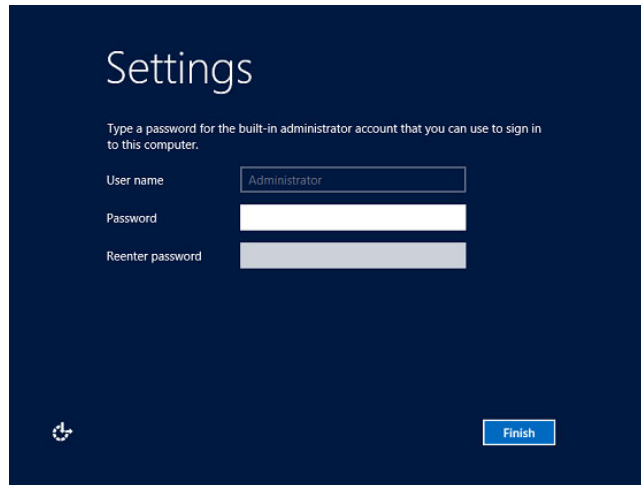 Settings
Type a password for the built-in administrator account that you can use to sign in
to this computer.
User name
Administrator
Password
Reenter password
Finish